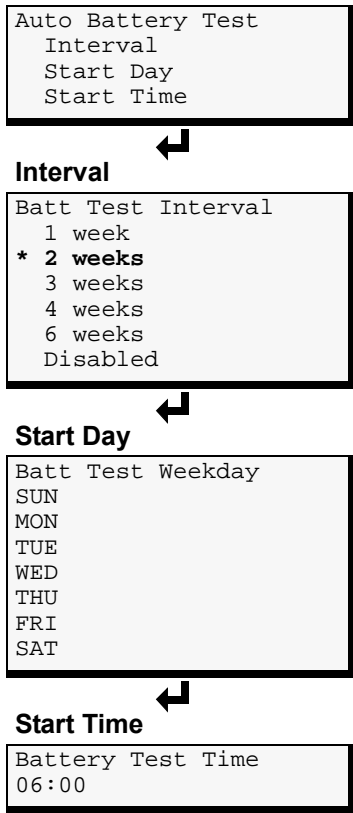 Auto Battery Test
Interval
Start Day
Start Time
Interval
Batt Test Interval
1 week
* 2 weeks
3 weeks
4 weeks
6 weeks
Disabled
Start Day
Batt Test Weekday
SUN
MON
TUE
WED
THU
FRI
SAT
Start Time
Battery Test Time
06:00